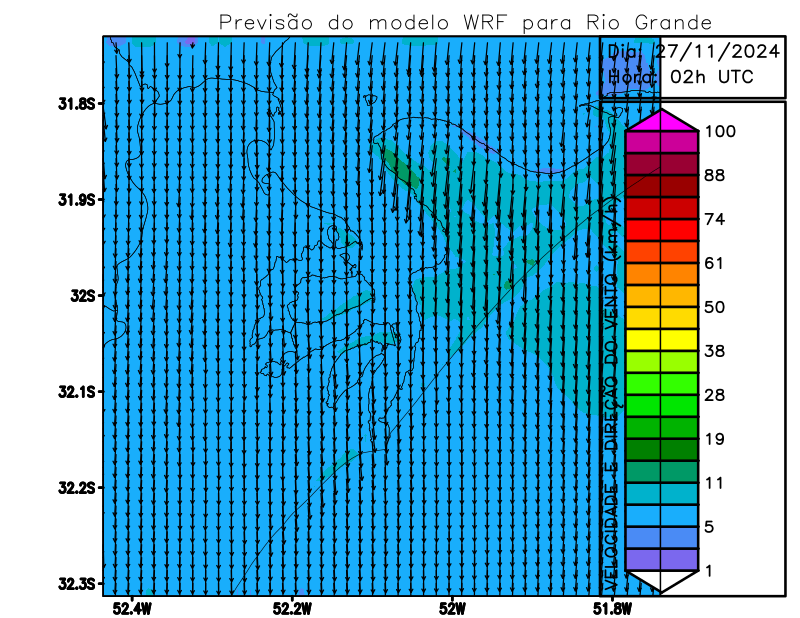 Previsão do modelo WRF para Rio Grande
Dia: 27/11/2024
Hora: 02h UTC
31.8S
31.9S
32S
32.1S
32.2S
32.3S
52.4W
52.2W
52W
51.8W
VELOCIDADE E DIREÇÃO DO VENTO (km/h)
100
88
74
61
50
38
28
19
11
5
1